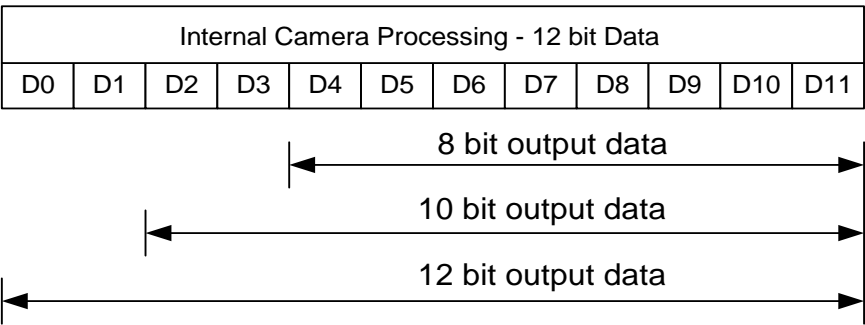 Internal Camera Processing - 12 bit Data
D0 D1 D2 D3 D4 D5 D6 D7 D8 D9 D10 D11
8 bit output data
10 bit output data
12 bit output data